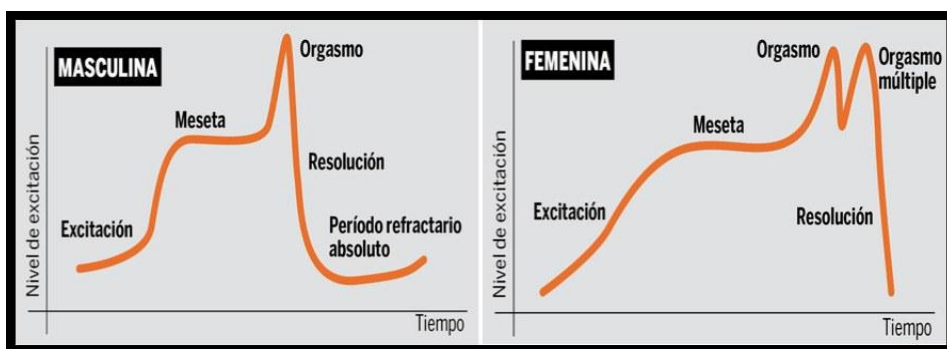 MASCULINA
Orgasmo
Meseta
Resolución
Excitación
Período refractario
absoluto
Nivel de excitación
Tiempo
FEMENINA
Orgasmo
Orgasmo
múltiple
Meseta
Excitación
Resolución
Nivel de excitación
Tiempo